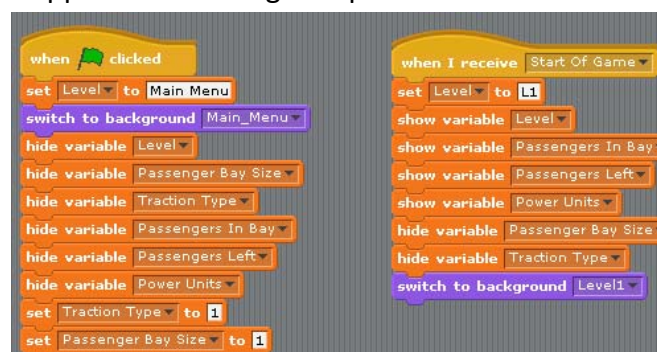 when clicked
set Level to Main Menu
switch to background Main_Menu
hide variable Level
hide variable Passenger Bay Size
hide variable Traction Type
hide variable Passengers In Bay
hide variable Passengers Left
hide variable Power Units
set Traction Type to 1
set Passenger Bay Size to 1
when I receive Start Of Game
set Level to L1
show variable Level
show variable Passengers In Bay
show variable Passengers Left
show variable Power Units
hide variable Passenger Bay Size
hide variable Traction Type
switch to background Level1